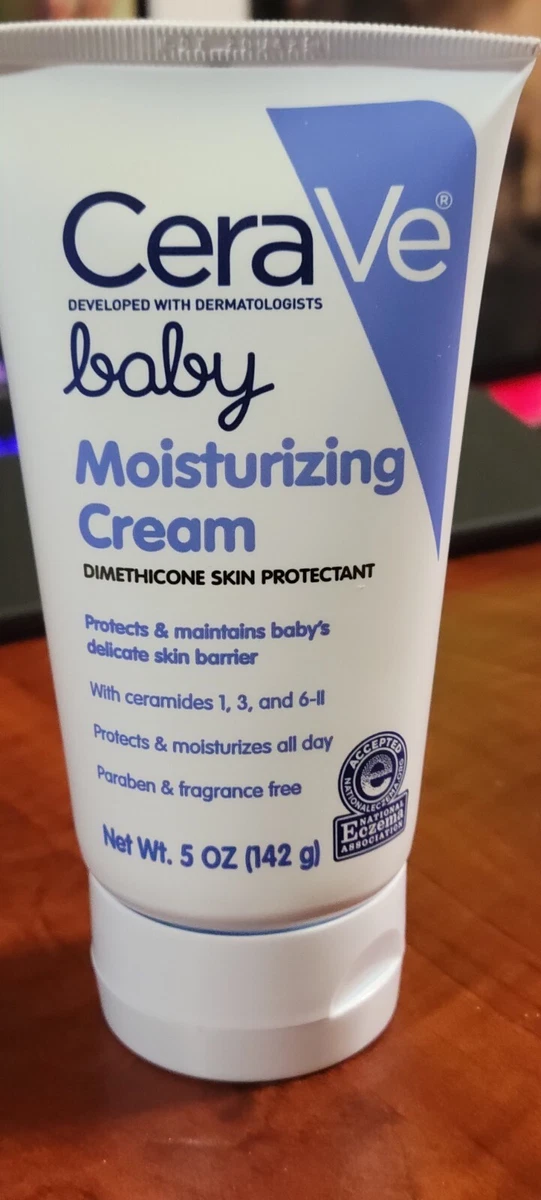 CeraVe®
DEVELOPED WITH DERMATOLOGISTS
baby
Moisturizing
Cream
DIMETHICONE SKIN PROTECTANT
Protects & maintains baby's
delicate skin barrier
With ceramides 1, 3, and 6-II
Protects & moisturizes all day
Paraben & fragrance free
Net Wt. 5 OZ (142 g)
ACCEPTED
NATIONALECZEMA.ORG
NATIONAL
Eczema
ASSOCIATION